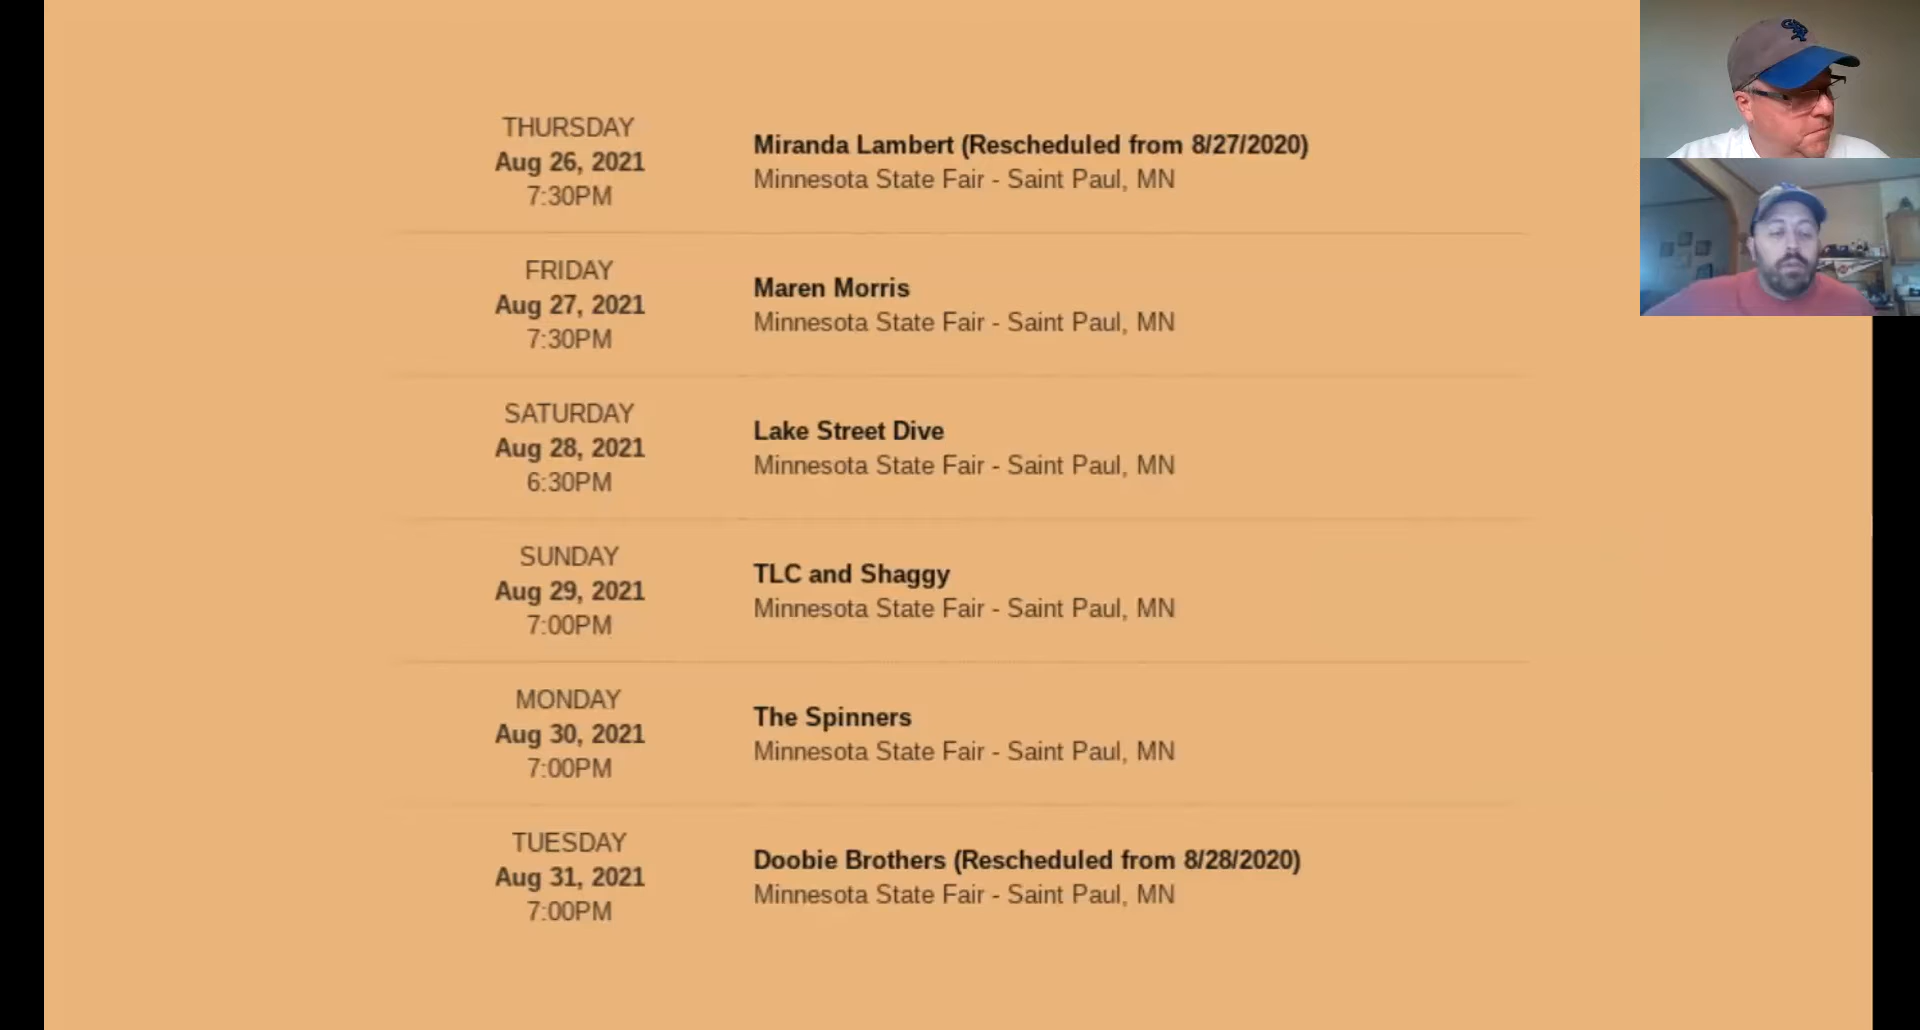 THURSDAY
Aug 26, 2021
7:30PM
Miranda Lambert (Rescheduled from 8/27/2020)
Minnesota State Fair - Saint Paul, MN
FRIDAY
Aug 27, 2021
7:30PM
Maren Morris
Minnesota State Fair - Saint Paul, MN
SATURDAY
Aug 28, 2021
6:30PM
Lake Street Dive
Minnesota State Fair - Saint Paul, MN
SUNDAY
Aug 29, 2021
7:00PM
TLC and Shaggy
Minnesota State Fair - Saint Paul, MN
MONDAY
Aug 30, 2021
7:00PM
The Spinners
Minnesota State Fair - Saint Paul, MN
TUESDAY
Aug 31, 2021
7:00PM
Doobie Brothers (Rescheduled from 8/28/2020)
Minnesota State Fair - Saint Paul, MN